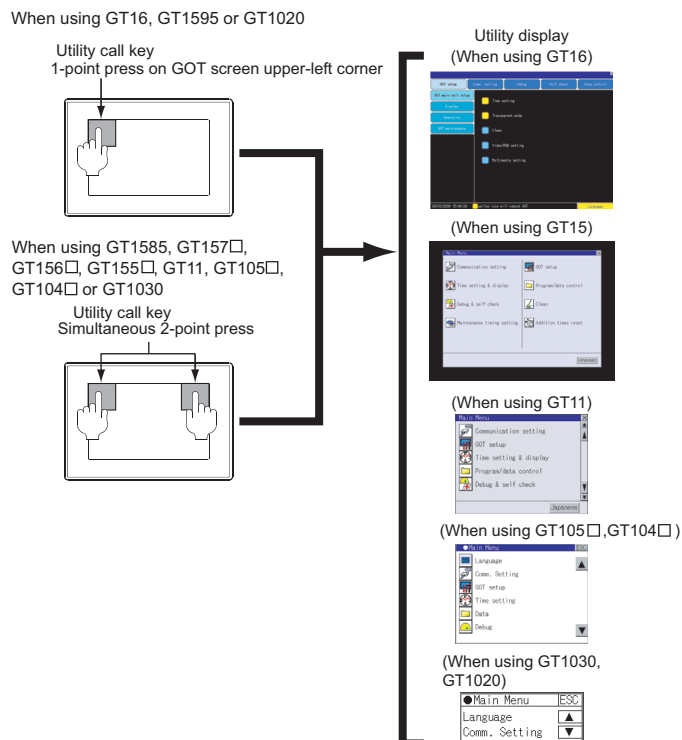 When using GT16, GT1595 or GT1020
Utility call key
1-point press on GOT screen upper-left corner
When using GT1585, GT157□,
GT156□, GT155□, GT11, GT105□,
GT104□ or GT1030
Utility call key
Simultaneous 2-point press
Utility display
(When using GT16)
GOT setup
Comm. setting
Debug
Self check
Data control
GOT main unit setup
Display
Operation
GOT maintenance
Time setting
Transparent mode
Clean
Video/RGB setting
Multimedia setting
Language
(When using GT15)
Main Menu
Communication setting
GOT setup
Time setting & display
Program/data control
Debug & self check
Clean
Maintenance timing setting
Addition times reset
Language
(When using GT11)
Main Menu
Communication setting
GOT setup
Time setting & display
Program/data control
Debug & self check
Japanese
(When using GT105□,GT104□)
●Main Menu
ESC
Language
Comm. Setting
GOT setup
Time setting
Data
Debug
(When using GT1030,
GT1020)
●Main Menu
ESC
Language
Comm. Setting